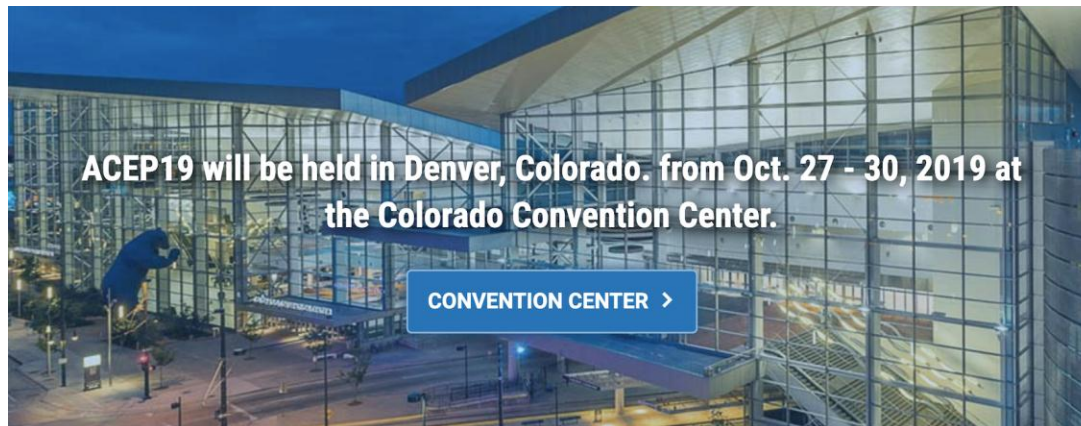 ACEP19 will be held in Denver, Colorado. from Oct. 27 - 30, 2019 at
the Colorado Convention Center.
CONVENTION CENTER >